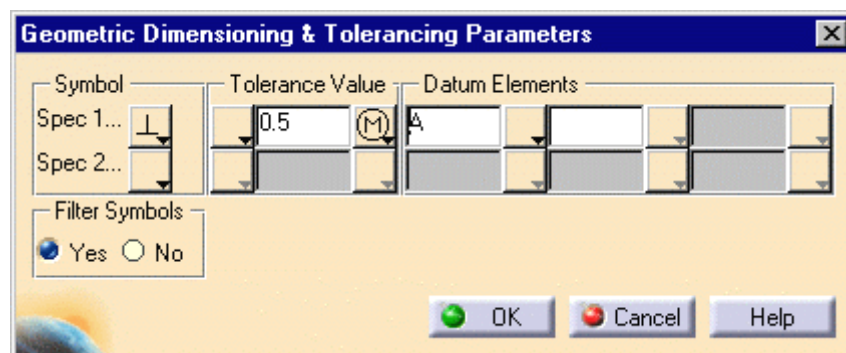 Geometric Dimensioning & Tolerancing Parameters
Symbol Tolerance Value Datum Elements
Spec 1... ⊥ 0.5 Ⓜ A
Spec 2...
Filter Symbols
Yes No
OK Cancel Help